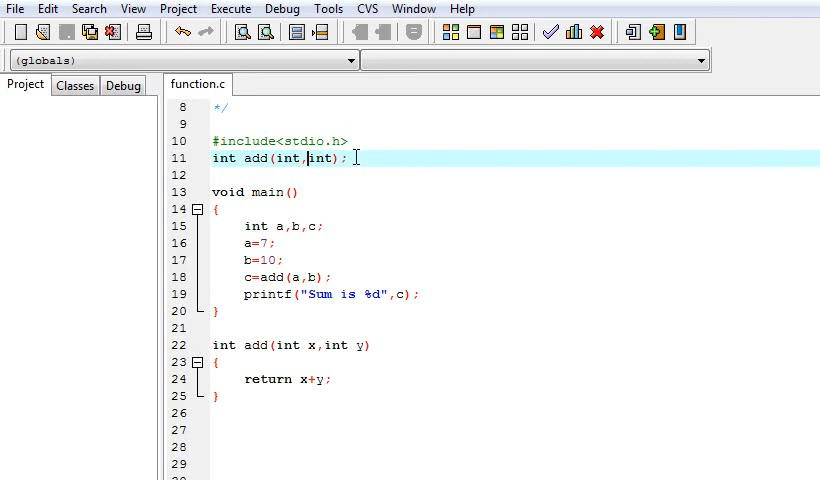 File Edit Search View Project Execute Debug Tools CVS Window Help
(globals)
Project Classes Debug function.c
8 */
9
10 #include<stdio.h>
11 int add(int,int);
12
13 void main()
14 {
15 int a,b,c;
16 a=7;
17 b=10;
18 c=add(a,b);
19 printf("Sum is %d",c);
20 }
21
22 int add(int x,int y)
23 {
24 return x+y;
25 }
26
27
28
29